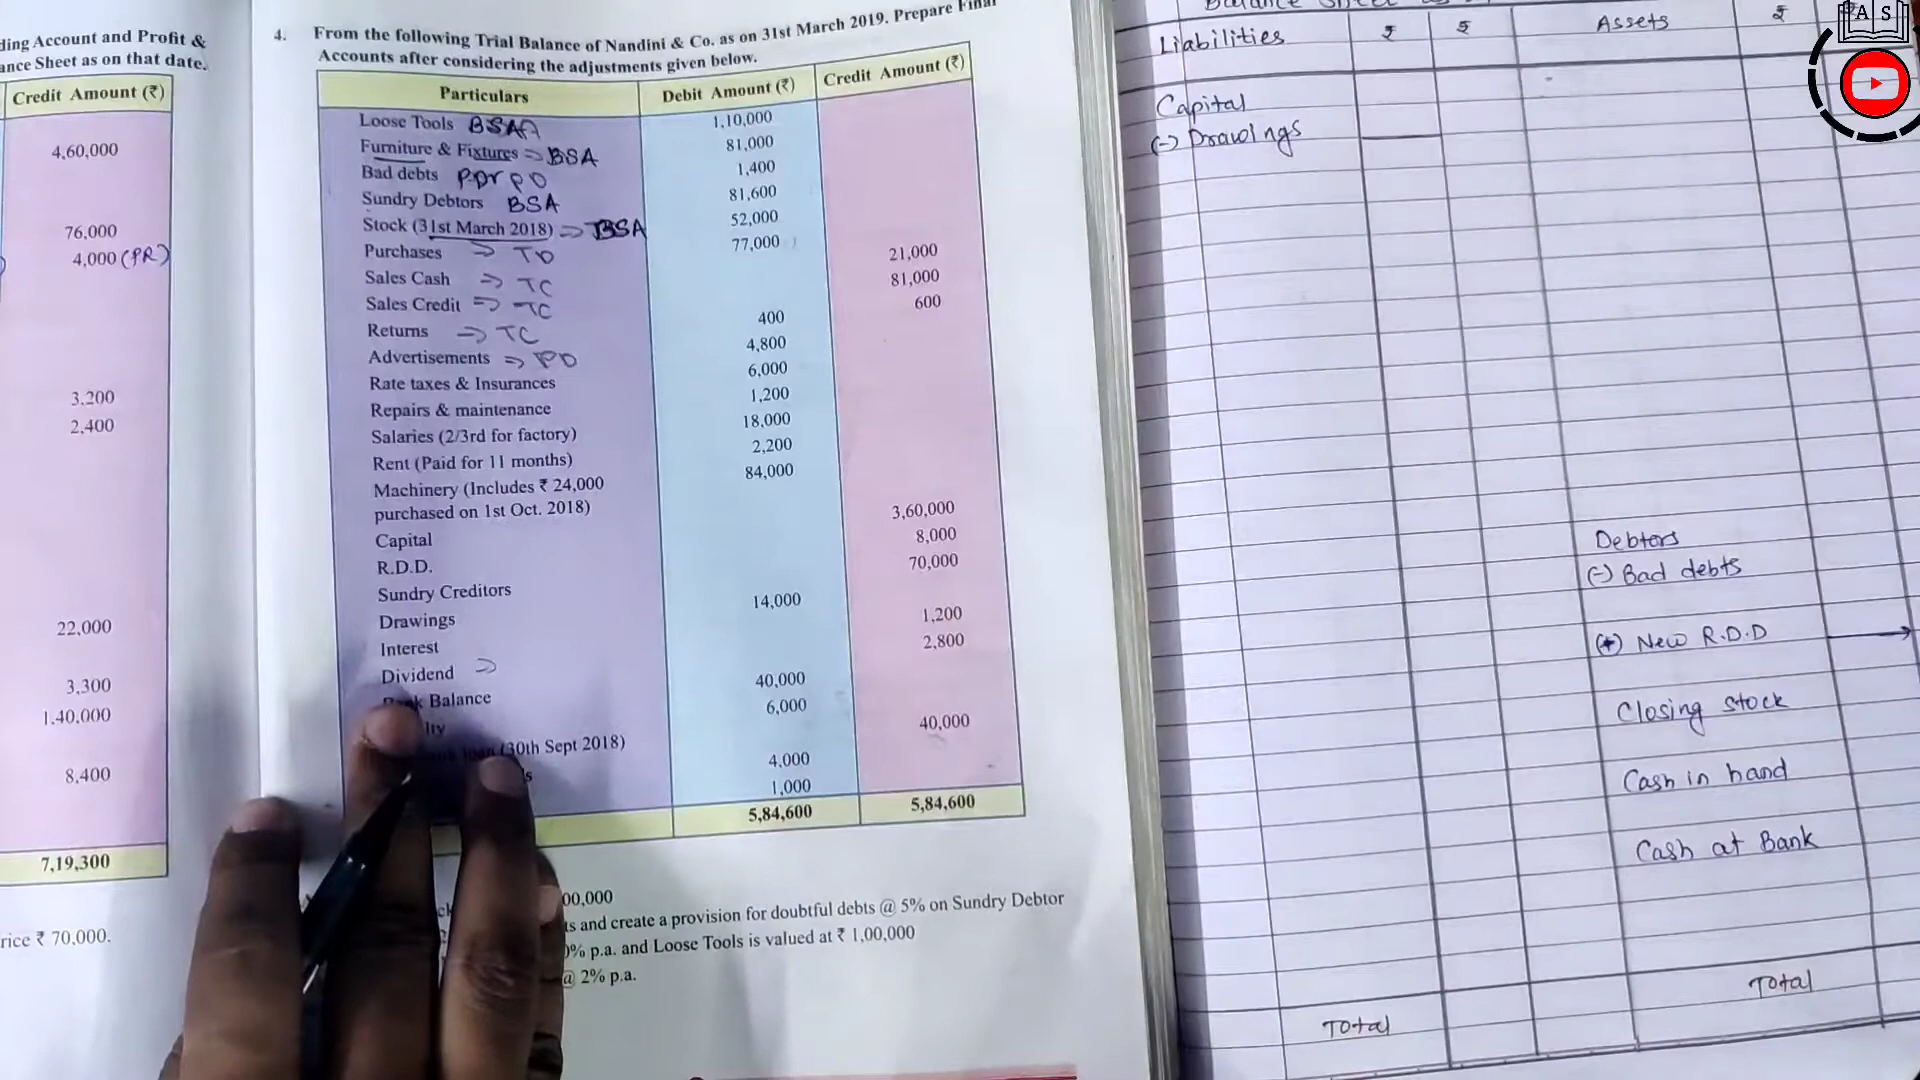 ding Account and Profit &
ance Sheet as on that date.
Credit Amount (₹)
4,60,000
76,000
4,000 (PR)
3,200
2,400
22,000
3,300
1,40,000
8,400
7,19,300
rice ₹ 70,000.
4. From the following Trial Balance of Nandini & Co. as on 31st March 2019. Prepare Final
Accounts after considering the adjustments given below.
Particulars Debit Amount (₹) Credit Amount (₹)
Loose Tools BSA 1,10,000
Furniture & Fixtures ⇒ BSA 81,000
Bad debts PD 1,400
Sundry Debtors BSA 81,600
Stock (31st March 2018) ⇒ BSA 52,000
Purchases ⇒ TD 77,000
Sales Cash ⇒ TC 21,000
Sales Credit ⇒ TC 81,000
Returns ⇒ TC 400 600
Advertisements ⇒ PD 4,800
Rate taxes & Insurances 6,000
Repairs & maintenance 1,200
Salaries (2/3rd for factory) 18,000
Rent (Paid for 11 months) 2,200
Machinery (Includes ₹ 24,000 84,000
purchased on 1st Oct. 2018)
Capital 3,60,000
R.D.D. 8,000
Sundry Creditors 70,000
Drawings 14,000
Interest 1,200
Dividend ⇒ 2,800
Balance 40,000
lty 6,000
(30th Sept 2018) 40,000
s 4,000
1,000
5,84,600 5,84,600
00,000
ts and create a provision for doubtful debts @ 5% on Sundry Debtor
0% p.a. and Loose Tools is valued at ₹ 1,00,000
@ 2% p.a.
Balance Sheet as
Liabilities ₹ ₹ Assets ₹
Capital
(-) Drawings
Debtors
(-) Bad debts
(+) New R.D.D
Closing stock
Cash in hand
Cash at Bank
Total
Total
A S